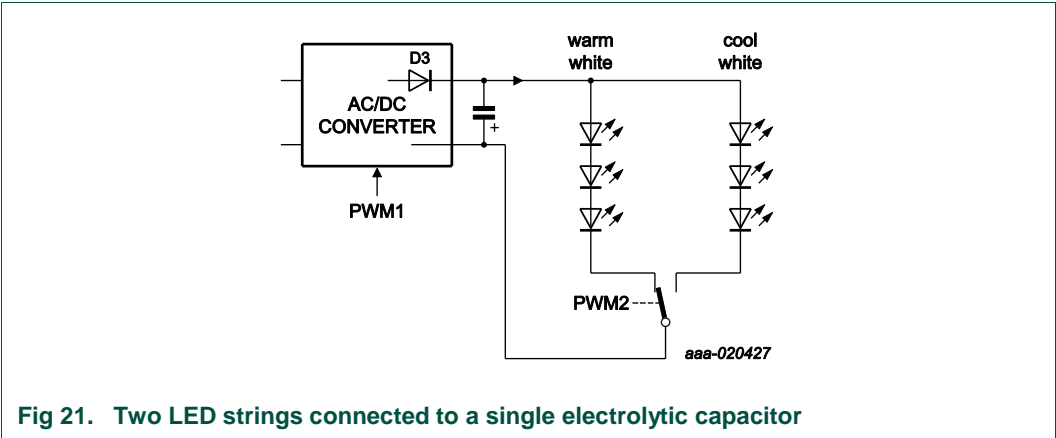 warm
white
cool
white
D3
AC/DC
CONVERTER
+
PWM1
PWM2
aaa-020427
Fig 21. Two LED strings connected to a single electrolytic capacitor